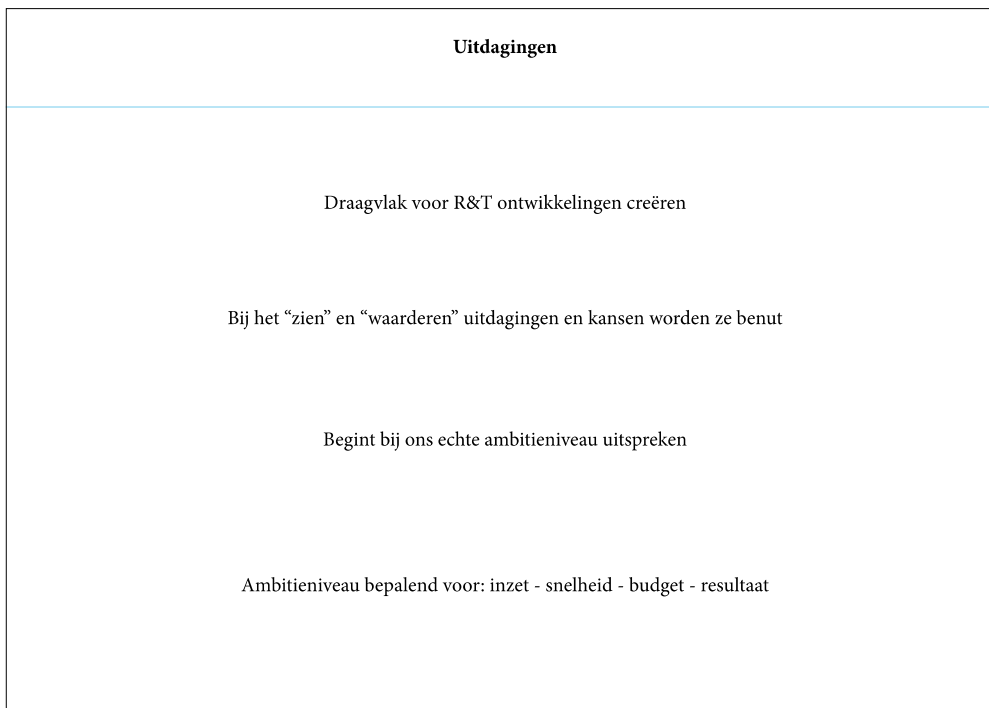 Uitdagingen
Draagvlak voor R&T ontwikkelingen creëren
Bij het “zien” en “waarderen” uitdagingen en kansen worden ze benut
Begint bij ons echte ambitieniveau uitspreken
Ambitieniveau bepalend voor: inzet - snelheid - budget - resultaat